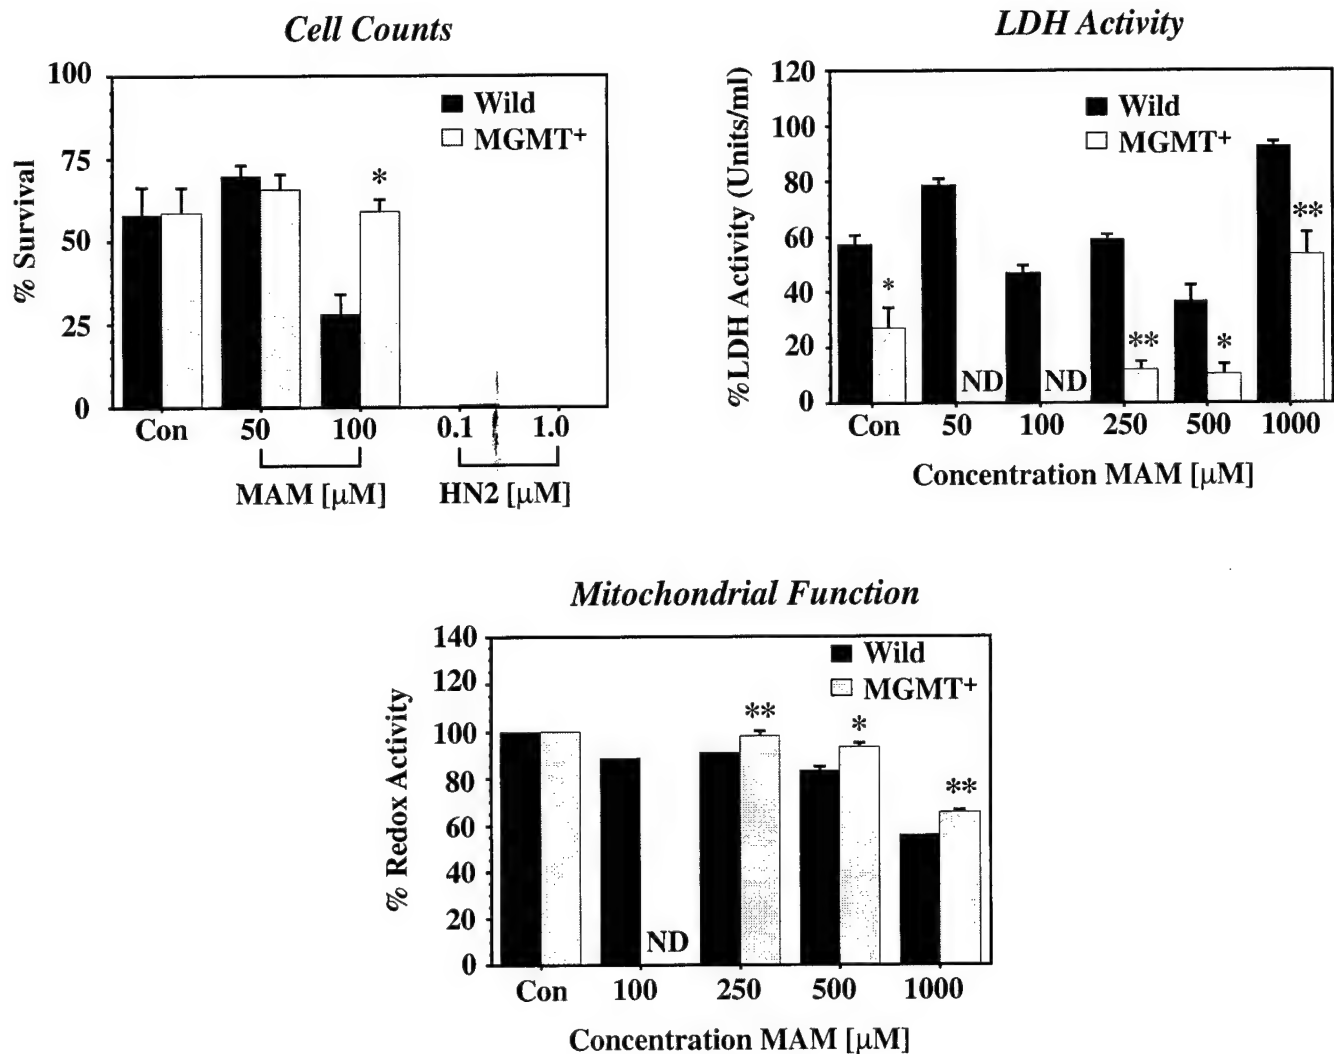 Cell Counts
100
75
50
25
0
% Survival
Wild
MGMT+
*
Con
50
100
0.1
1.0
MAM [µM]
HN2 [µM]
LDH Activity
120
100
80
60
40
20
0
%LDH Activity (Units/ml)
Wild
MGMT+
*
ND
ND
**
*
**
Con
50
100
250
500
1000
Concentration MAM [µM]
Mitochondrial Function
140
120
100
80
60
40
20
0
% Redox Activity
Wild
MGMT+
ND
**
*
**
Con
100
250
500
1000
Concentration MAM [µM]